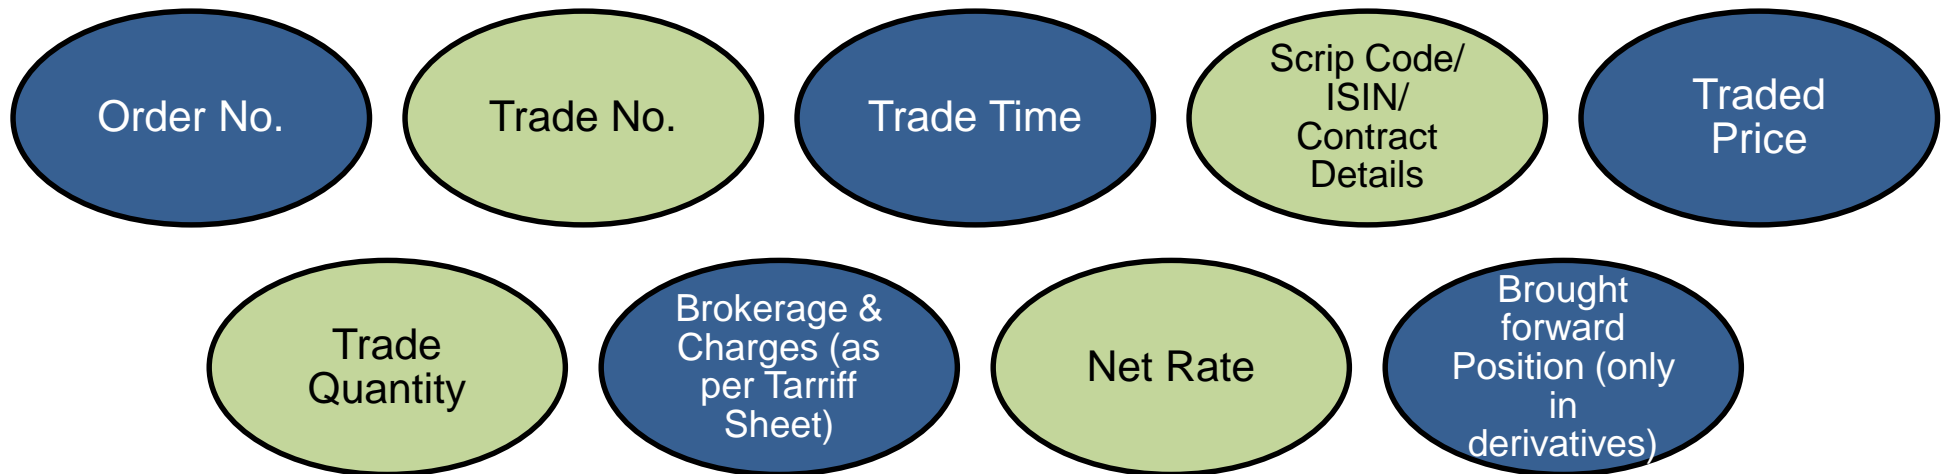 Order No.
Trade No.
Trade Time
Scrip Code/
ISIN/
Contract
Details
Traded
Price
Trade
Quantity
Brokerage &
Charges (as
per Tarriff
Sheet)
Net Rate
Brought
forward
Position (only
in
derivatives)